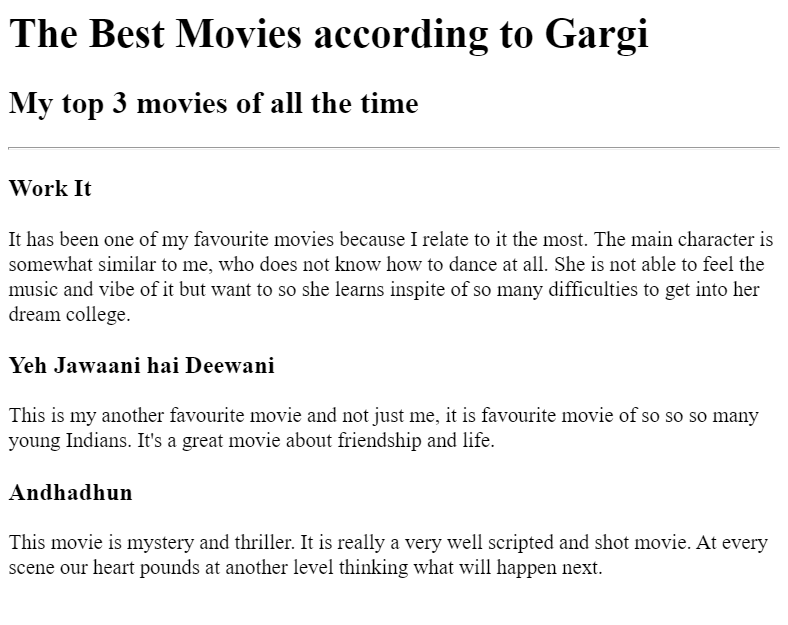 The Best Movies according to Gargi
My top 3 movies of all the time
Work It
It has been one of my favourite movies because I relate to it the most. The main character is
somewhat similar to me, who does not know how to dance at all. She is not able to feel the
music and vibe of it but want to so she learns inspite of so many difficulties to get into her
dream college.
Yeh Jawaani hai Deewani
This is my another favourite movie and not just me, it is favourite movie of so so so many
young Indians. It's a great movie about friendship and life.
Andhadhun
This movie is mystery and thriller. It is really a very well scripted and shot movie. At every
scene our heart pounds at another level thinking what will happen next.